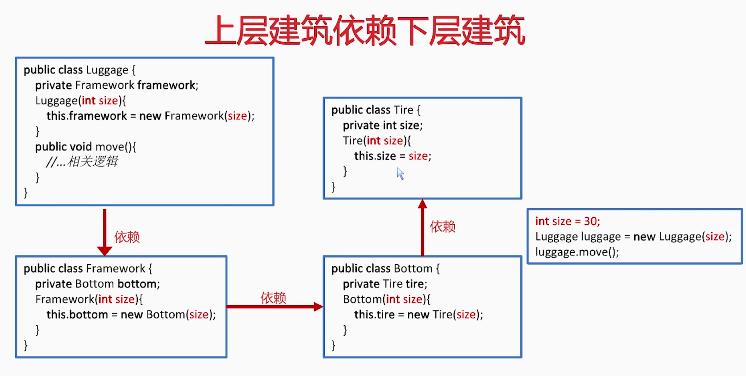 上层建筑依赖下层建筑
public class Luggage {
private Framework framework;
Luggage(int size){
this.framework = new Framework(size);
}
public void move(){
//...相关逻辑
}
}
依赖
public class Framework {
private Bottom bottom;
Framework(int size){
this.bottom = new Bottom(size);
}
}
依赖
public class Bottom {
private Tire tire;
Bottom(int size){
this.tire = new Tire(size);
}
}
依赖
public class Tire {
private int size;
Tire(int size){
this.size = size;
}
}
int size = 30;
Luggage luggage = new Luggage(size);
luggage.move();